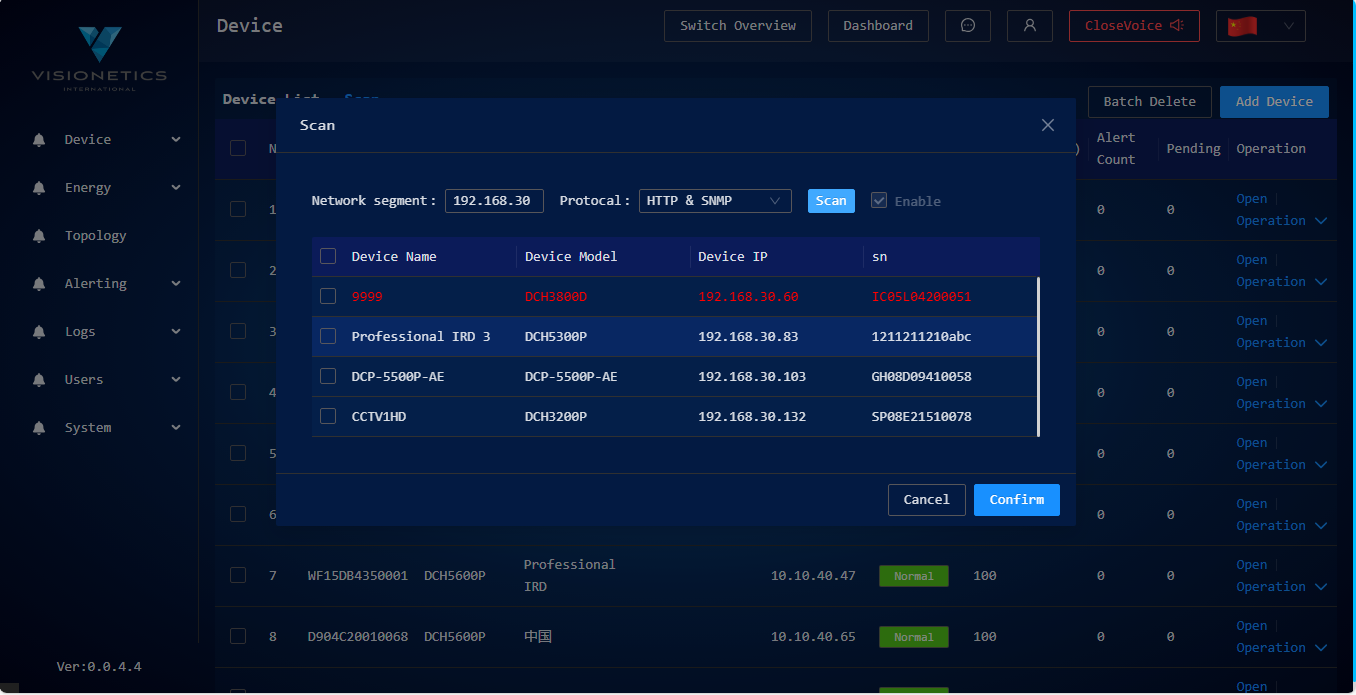 Device
Switch Overview
Dashboard
CloseVoice
VISIONETICS
INTERNATIONAL
Device
Energy
Topology
Alerting
Logs
Users
System
Ver:0.0.4.4
Device List
Scan
Batch Delete
Add Device
Alert Count
Pending
Operation
Scan
Network segment:
192.168.30
Protocal:
HTTP & SNMP
Scan
Enable
Device Name Device Model Device IP sn
9999 DCH3800D 192.168.30.60 IC05L04200051
Professional IRD 3 DCH5300P 192.168.30.83 1211211210abc
DCP-5500P-AE DCP-5500P-AE 192.168.30.103 GH08D09410058
CCTV1HD DCH3200P 192.168.30.132 SP08E21510078
Cancel
Confirm
1 0 0 Open Operation
2 0 0 Open Operation
3 0 0 Open Operation
4 0 0 Open Operation
5 0 0 Open Operation
6 0 0 Open Operation
7 WF15DB4350001 DCH5600P Professional IRD 10.10.40.47 Normal 100 0 0 Open Operation
8 D904C20010068 DCH5600P 中国 10.10.40.65 Normal 100 0 0 Open Operation
Open